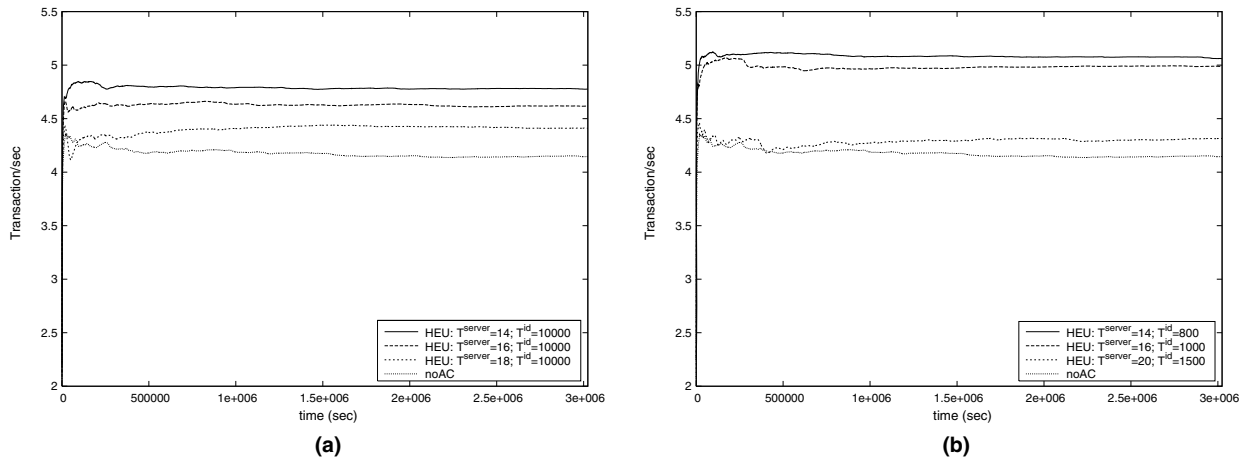 5.5
5
4.5
4
3.5
3
2.5
2
Transaction/sec
0
500000
1e+006
1.5e+006
2e+006
2.5e+006
3e+006
time (sec)
HEU: T^server=14; T^id=10000
HEU: T^server=16; T^id=10000
HEU: T^server=18; T^id=10000
noAC
(a)
5.5
5
4.5
4
3.5
3
2.5
2
Transaction/sec
0
500000
1e+006
1.5e+006
2e+006
2.5e+006
3e+006
time (sec)
HEU: T^server=14; T^id=800
HEU: T^server=16; T^id=1000
HEU: T^server=20; T^id=1500
noAC
(b)